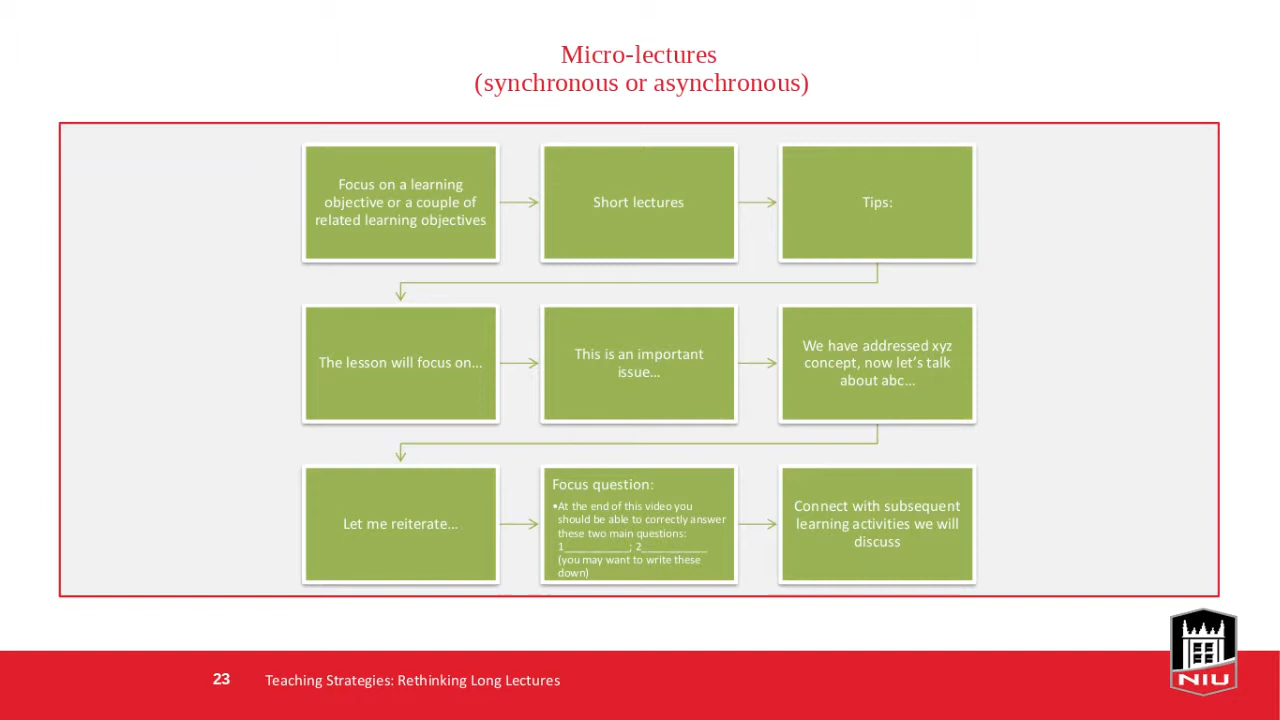 Micro-lectures
(synchronous or asynchronous)
Focus on a learning
objective or a couple of
related learning objectives
Short lectures
Tips:
The lesson will focus on…
This is an important
issue…
We have addressed xyz
concept, now let’s talk
about abc…
Let me reiterate…
Focus question:
•At the end of this video you
should be able to correctly answer
these two main questions:
1___________; 2___________
(you may want to write these
down)
Connect with subsequent
learning activities we will
discuss
23
Teaching Strategies: Rethinking Long Lectures
NIU